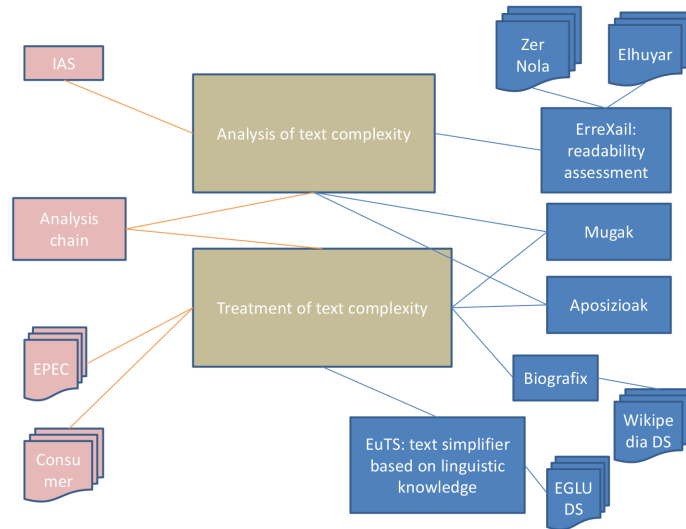 Zer
Nola
Elhuyar
IAS
Analysis of text complexity
ErreXail:
readability
assessment
Analysis
chain
Mugak
Treatment of text complexity
Aposizioak
EPEC
Biografix
Wikipe
dia DS
EuTS: text simplifier
based on linguistic
knowledge
Consu
mer
EGLU
DS